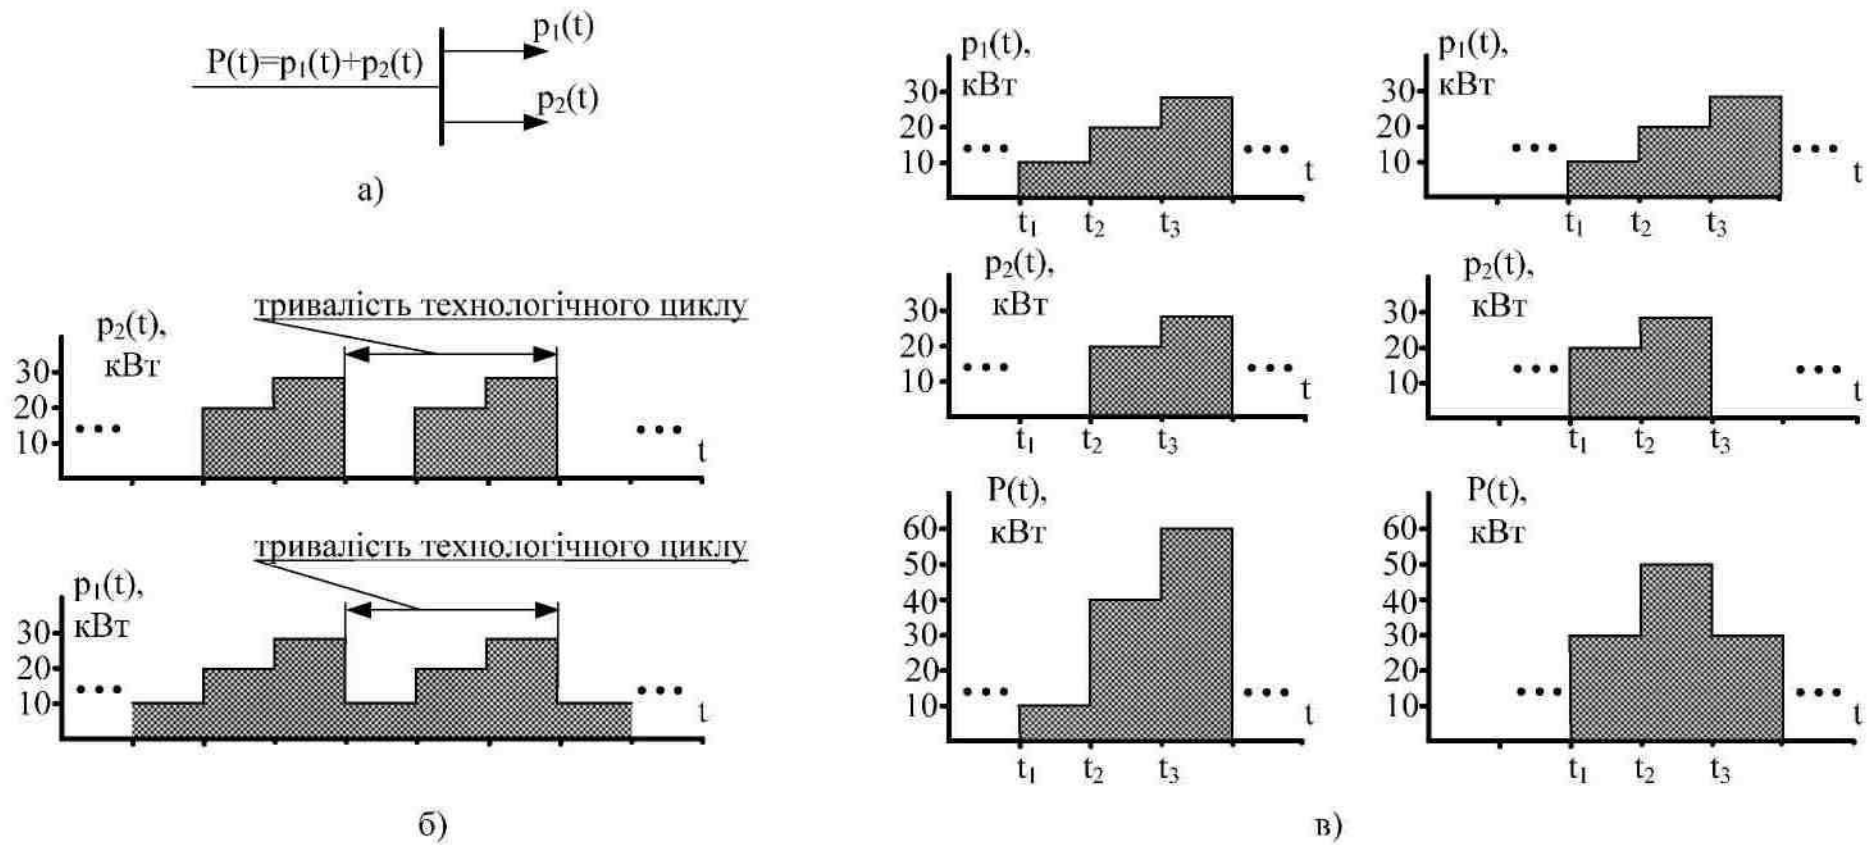 p₁(t)
P(t)=p₁(t)+p₂(t)
p₂(t)
а)
тривалість технологічного циклу
p₂(t),
кВт
30
20
10
t
тривалість технологічного циклу
p₁(t),
кВт
30
20
10
t
б)
p₁(t),
кВт
30
20
10
t
t₁ t₂ t₃
p₁(t),
кВт
30
20
10
t
t₁ t₂ t₃
p₂(t),
кВт
30
20
10
t
t₁ t₂ t₃
p₂(t),
кВт
30
20
10
t
t₁ t₂ t₃
P(t),
кВт
60
50
40
30
20
10
t
t₁ t₂ t₃
P(t),
кВт
60
50
40
30
20
10
t
t₁ t₂ t₃
в)